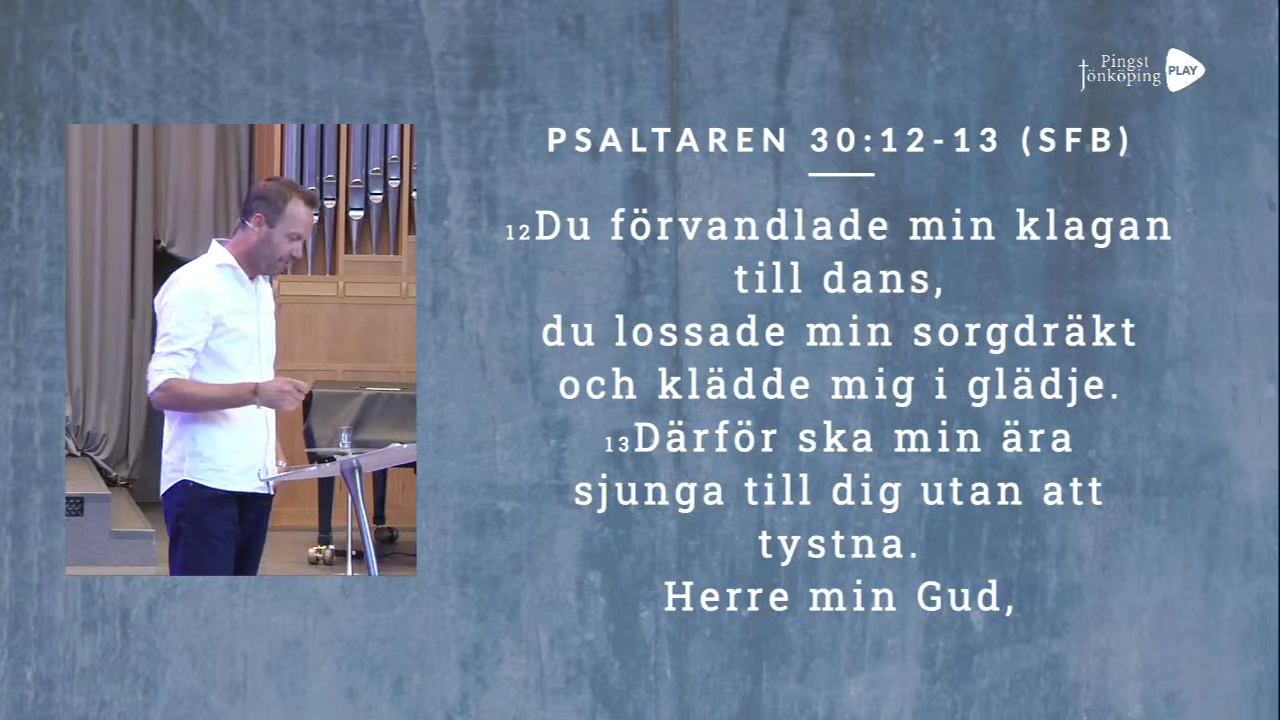 Pingst
Jönköping
PLAY
PSALTAREN 30:12-13 (SFB)
12Du förvandlade min klagan
till dans,
du lossade min sorgdräkt
och klädde mig i glädje.
13Därför ska min ära
sjunga till dig utan att
tystna.
Herre min Gud,